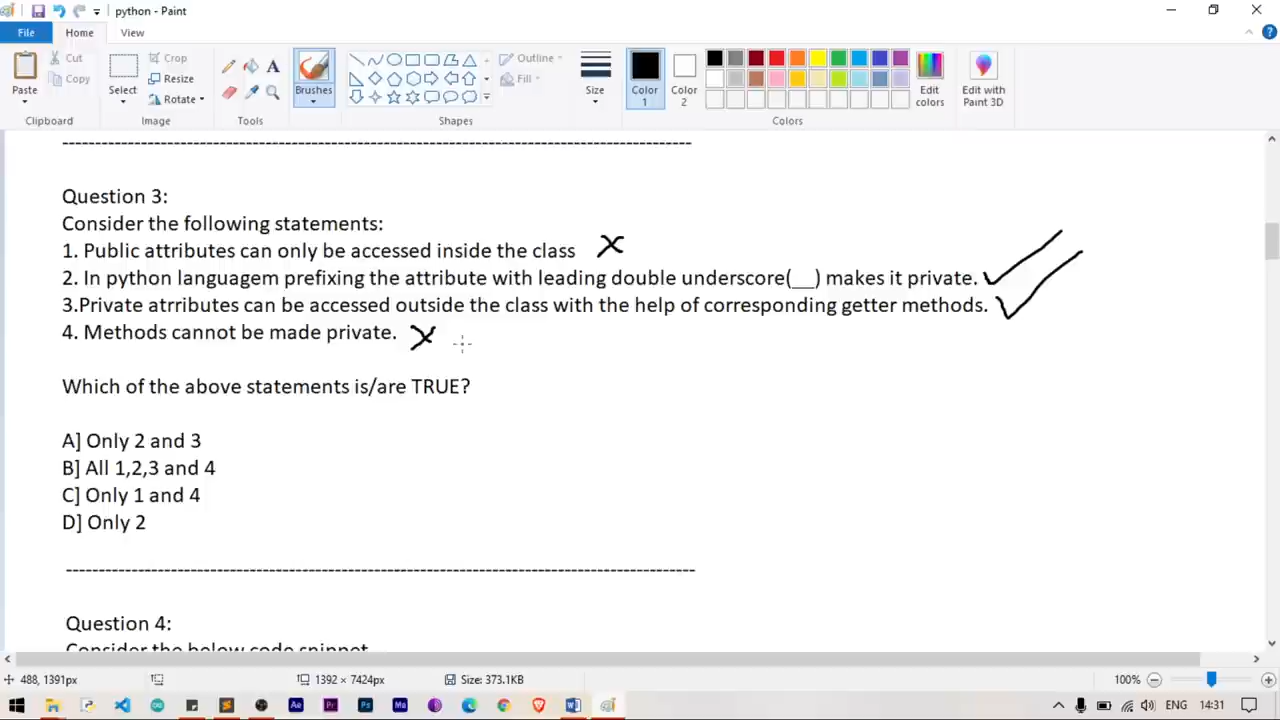 python - Paint
File
Home
View
Paste
Cut
Copy
Clipboard
Select
Crop
Resize
Rotate
Image
Tools
Brushes
Shapes
Outline
Fill
Size
Color 1
Color 2
Colors
Edit colors
Edit with Paint 3D
Question 3:
Consider the following statements:
1. Public attributes can only be accessed inside the class
2. In python languagem prefixing the attribute with leading double underscore(__) makes it private.
3.Private atrributes can be accessed outside the class with the help of corresponding getter methods.
4. Methods cannot be made private.
Which of the above statements is/are TRUE?
A] Only 2 and 3
B] All 1,2,3 and 4
C] Only 1 and 4
D] Only 2
Question 4:
Consider the below code snippet
488, 1391px
1392 × 7424px
Size: 373.1KB
100%
ENG
14:31